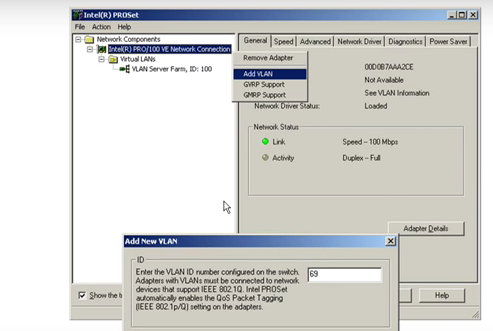 Intel(R) PROSet
File Action Help
Network Components
Intel(R) PRO/100 VE Network Connection
Virtual LANs
VLAN Server Farm, ID: 100
General Speed Advanced Network Driver Diagnostics Power Saver
Remove Adapter
Add VLAN
GVRP Support
GMRP Support
00D0B7AAA2CE
Not Available
See VLAN Information
Network Driver Status: Loaded
Network Status
Link Speed -- 100 Mbps
Activity Duplex -- Full
Adapter Details
Add New VLAN
ID
Enter the VLAN ID number configured on the switch.
Adapters with VLANs must be connected to network
devices that support IEEE 802.1Q. Intel PROSet
automatically enables the QoS Packet Tagging
(IEEE 802.1p/Q) setting on the adapters.
69
Show the
Help